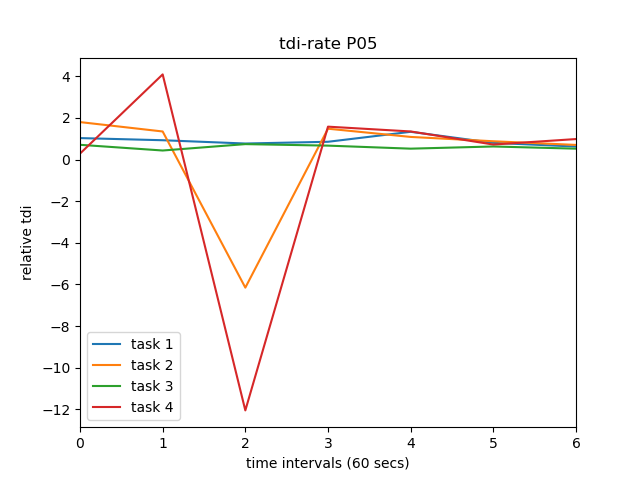 tdi-rate P05
relative tdi
4
2
0
−2
−4
−6
−8
−10
−12
task 1
task 2
task 3
task 4
0 1 2 3 4 5 6
time intervals (60 secs)